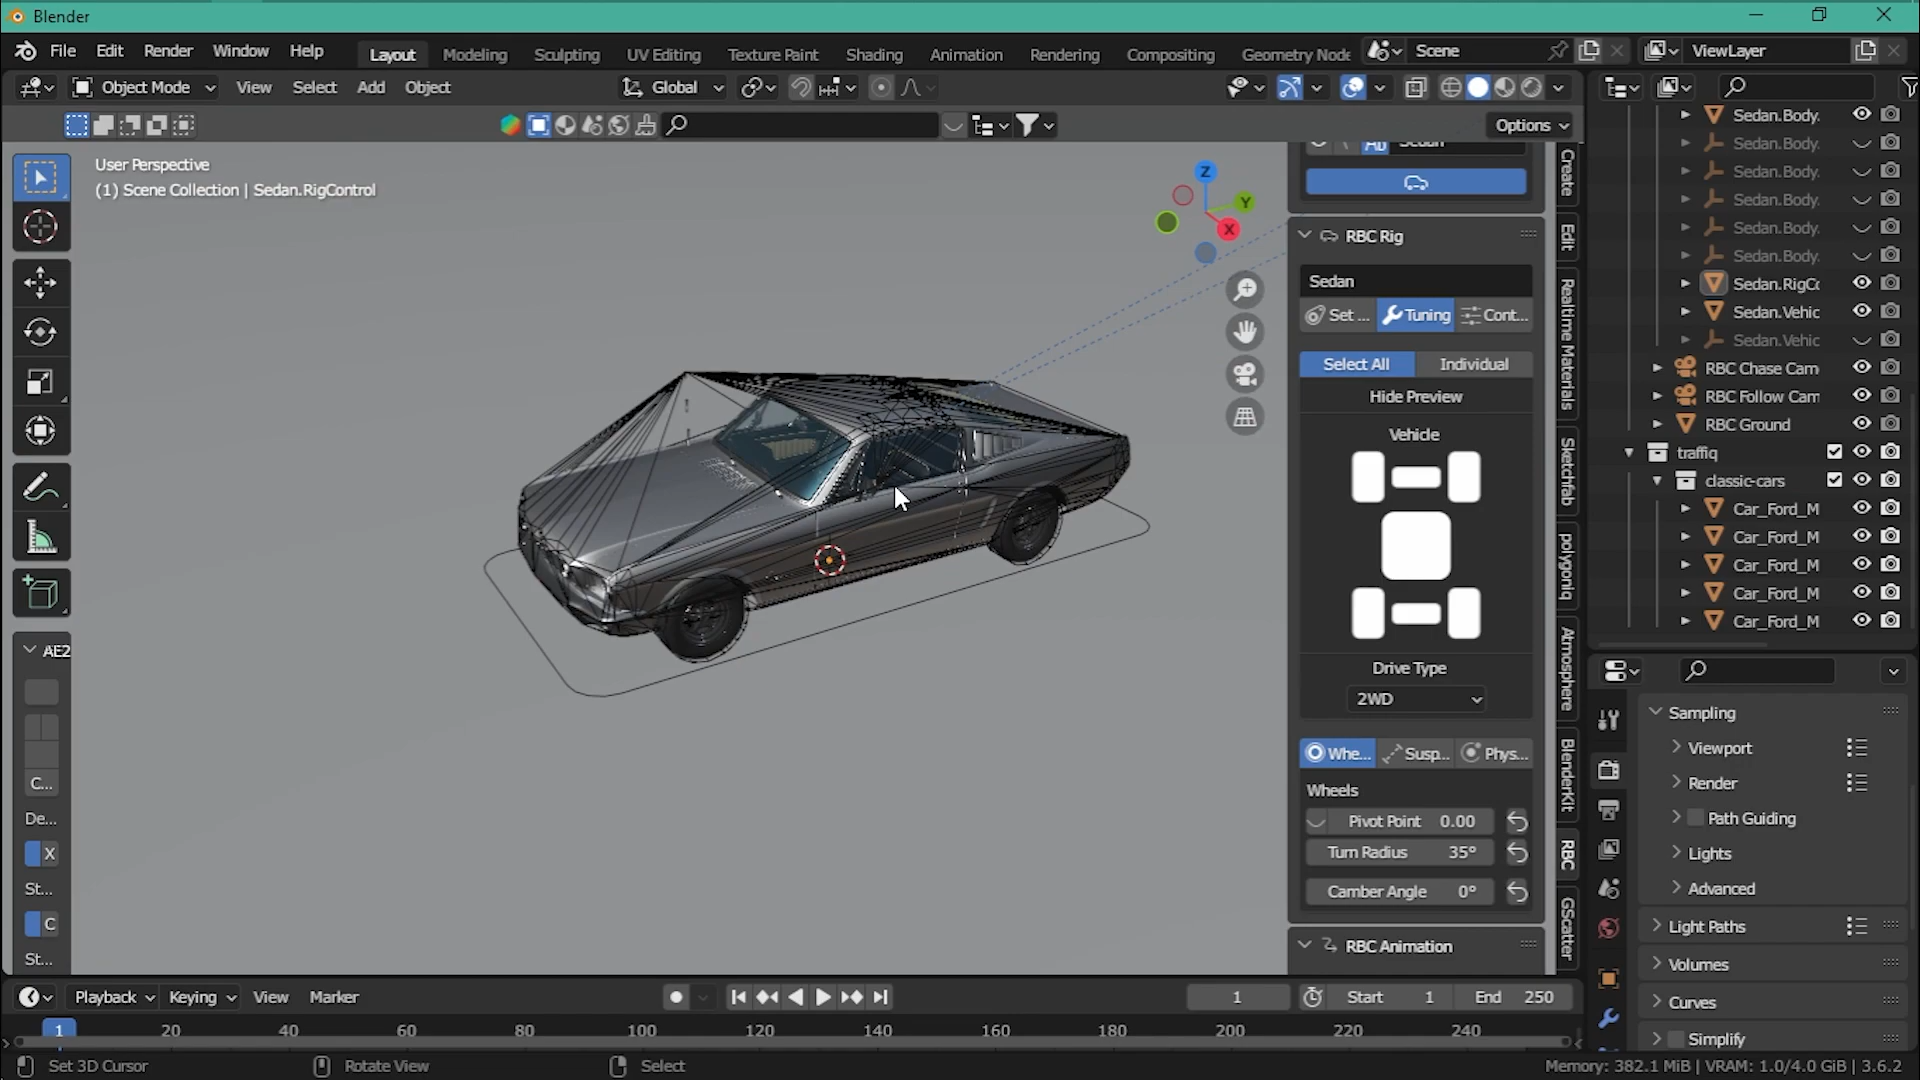 Blender
File Edit Render Window Help Layout Modeling Sculpting UV Editing Texture Paint Shading Animation Rendering Compositing Geometry Node Scene ViewLayer
Object Mode View Select Add Object Global
Options
User Perspective
(1) Scene Collection | Sedan.RigControl
Z
Y
X
AE2
C...
De...
X
St...
C
St...
Sedan
RBC Rig
Sedan
Set ... Tuning Cont...
Select All Individual
Hide Preview
Vehicle
Drive Type
2WD
Whe... Susp... Phys...
Wheels
Pivot Point 0.00
Turn Radius 35°
Camber Angle 0°
RBC Animation
Create
Edit
Realtime Materials
Sketchfab
polygoniq
Atmosphere
BlenderKit
RBC
GScatter
Sedan.Body.
Sedan.Body.
Sedan.Body.
Sedan.Body.
Sedan.Body.
Sedan.Body.
Sedan.RigCo
Sedan.Vehic
Sedan.Vehic
RBC Chase Cam
RBC Follow Cam
RBC Ground
traffiq
classic-cars
Car_Ford_M
Car_Ford_M
Car_Ford_M
Car_Ford_M
Car_Ford_M
Sampling
Viewport
Render
Path Guiding
Lights
Advanced
Light Paths
Volumes
Curves
Simplify
Playback Keying View Marker 1 Start 1 End 250
1 20 40 60 80 100 120 140 160 180 200 220 240
Set 3D Cursor Rotate View Select Memory: 382.1 MiB | VRAM: 1.0/4.0 GiB | 3.6.2